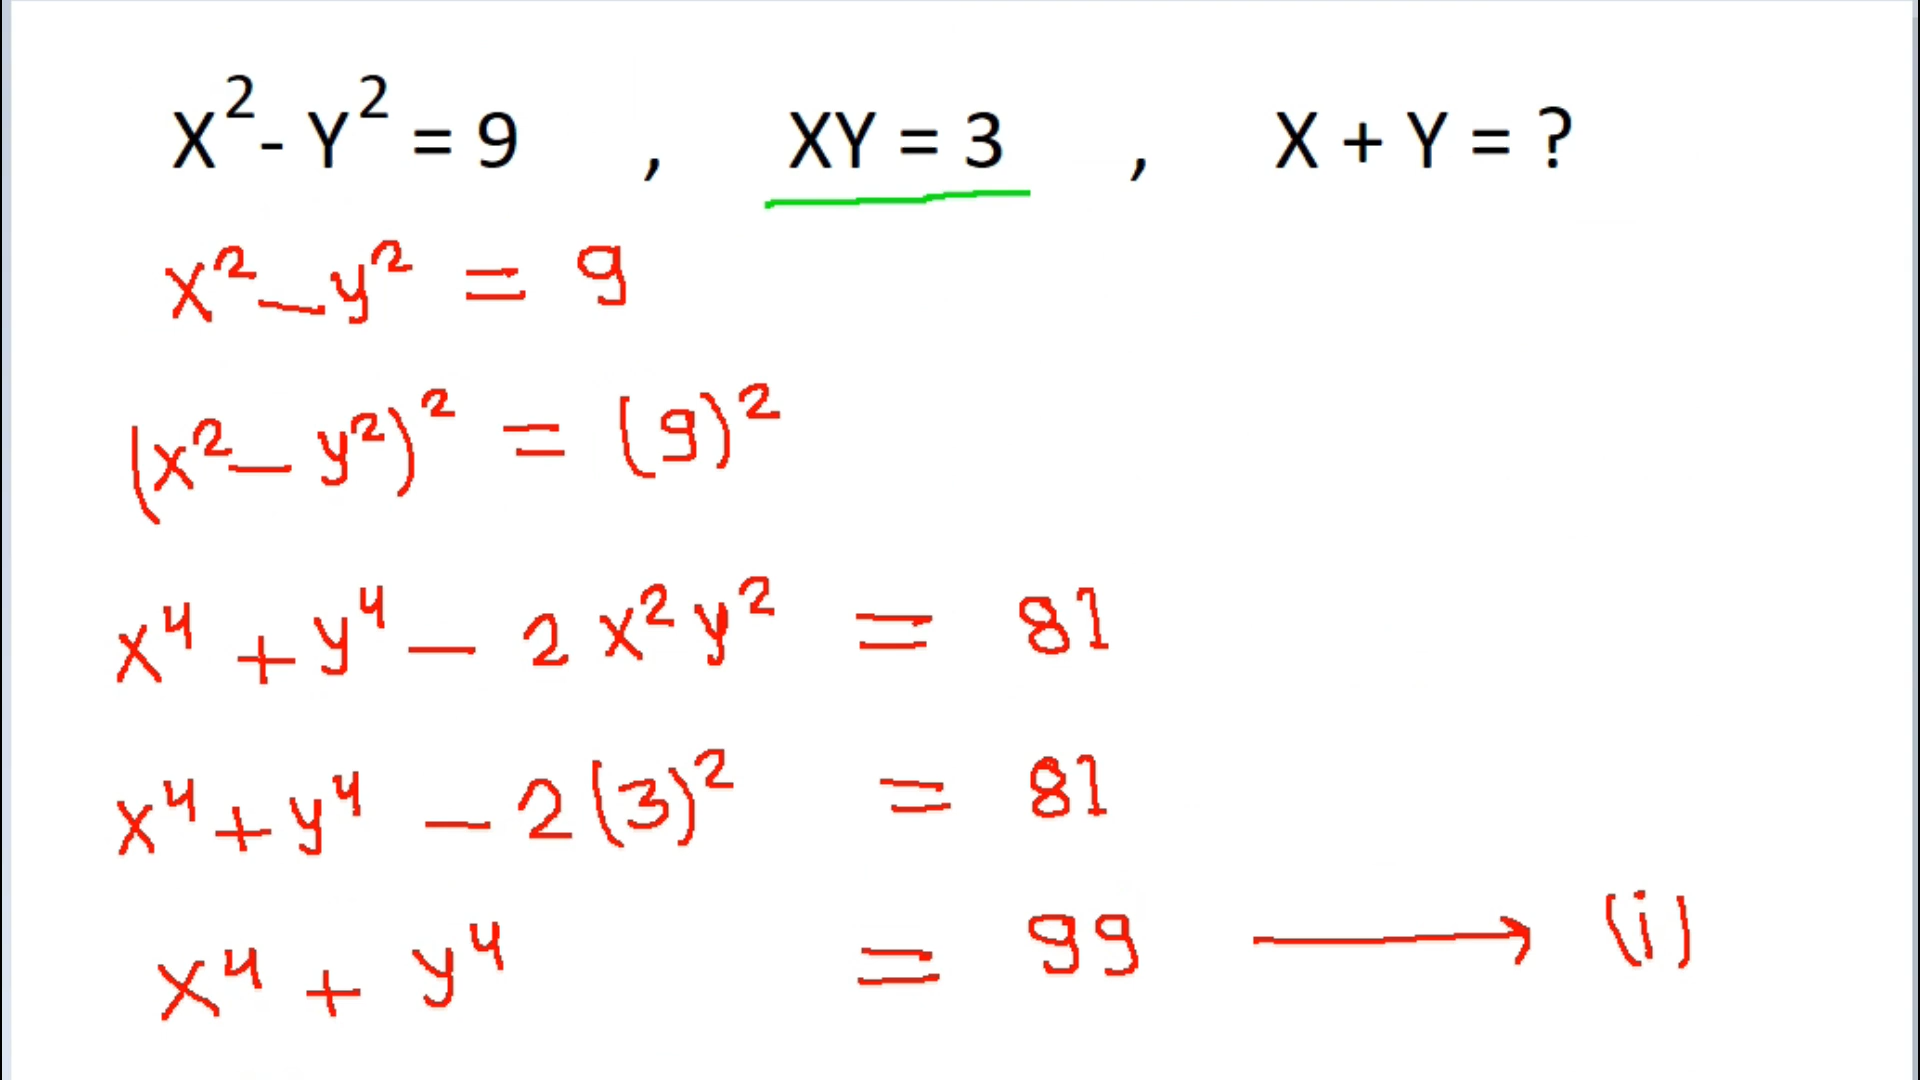 X² - Y² = 9 , XY = 3 , X + Y = ?
x² - y² = 9
(x² - y²)² = (9)²
x⁴ + y⁴ - 2x²y² = 81
x⁴ + y⁴ - 2(3)² = 81
x⁴ + y⁴ = 99 → (i)